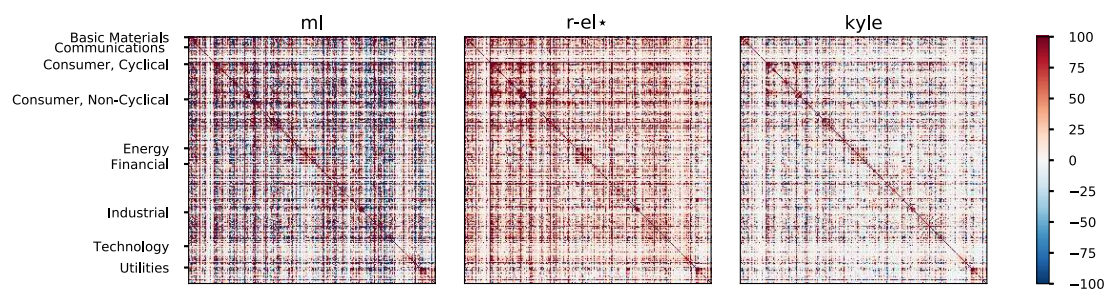 ml
r-el⋆
kyle
Basic Materials
Communications
Consumer, Cyclical
Consumer, Non-Cyclical
Energy
Financial
Industrial
Technology
Utilities
100
75
50
25
0
−25
−50
−75
−100